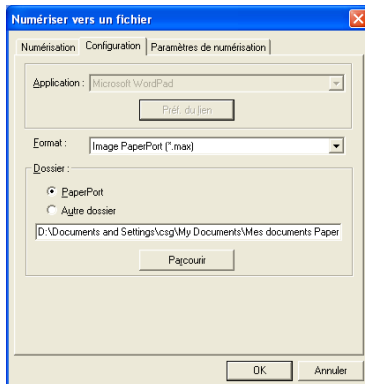 Numériser vers un fichier
Numérisation Configuration Paramètres de numérisation
Application : Microsoft WordPad
Préf. du lien
Format : Image PaperPort (*.max)
Dossier :
PaperPort
Autre dossier
D:\Documents and Settings\csg\My Documents\Mes documents Paper
Parcourir
OK Annuler